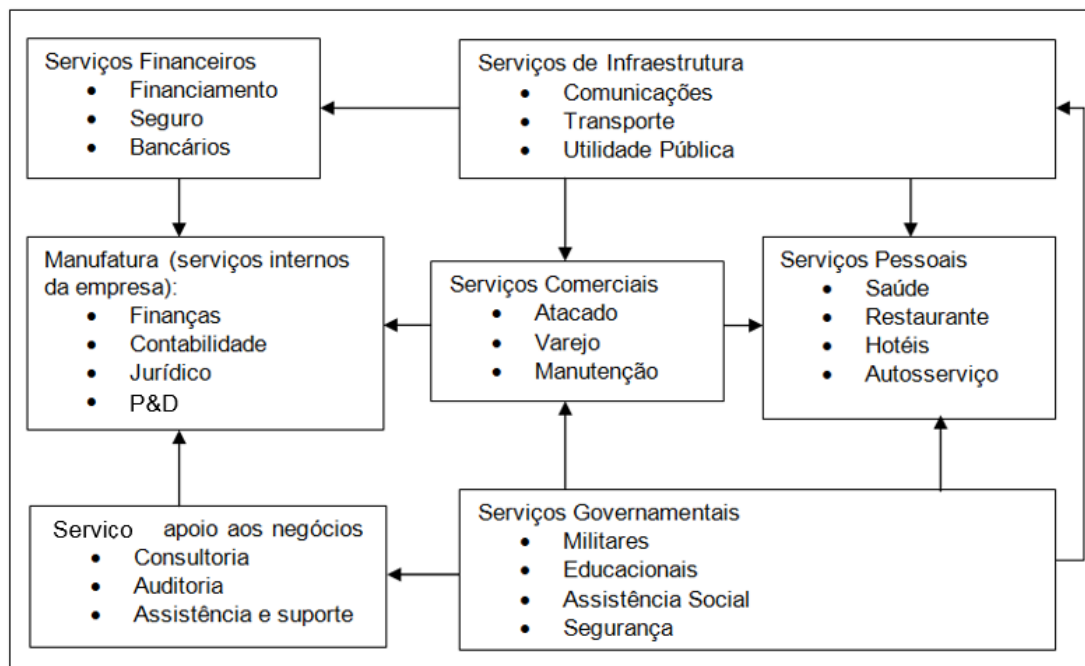 Serviços Financeiros
• Financiamento
• Seguro
• Bancários
Serviços de Infraestrutura
• Comunicações
• Transporte
• Utilidade Pública
Manufatura (serviços internos
da empresa):
• Finanças
• Contabilidade
• Jurídico
• P&D
Serviços Comerciais
• Atacado
• Varejo
• Manutenção
Serviços Pessoais
• Saúde
• Restaurante
• Hotéis
• Autosserviço
Servico apoio aos negócios
• Consultoria
• Auditoria
• Assistência e suporte
Serviços Governamentais
• Militares
• Educacionais
• Assistência Social
• Segurança